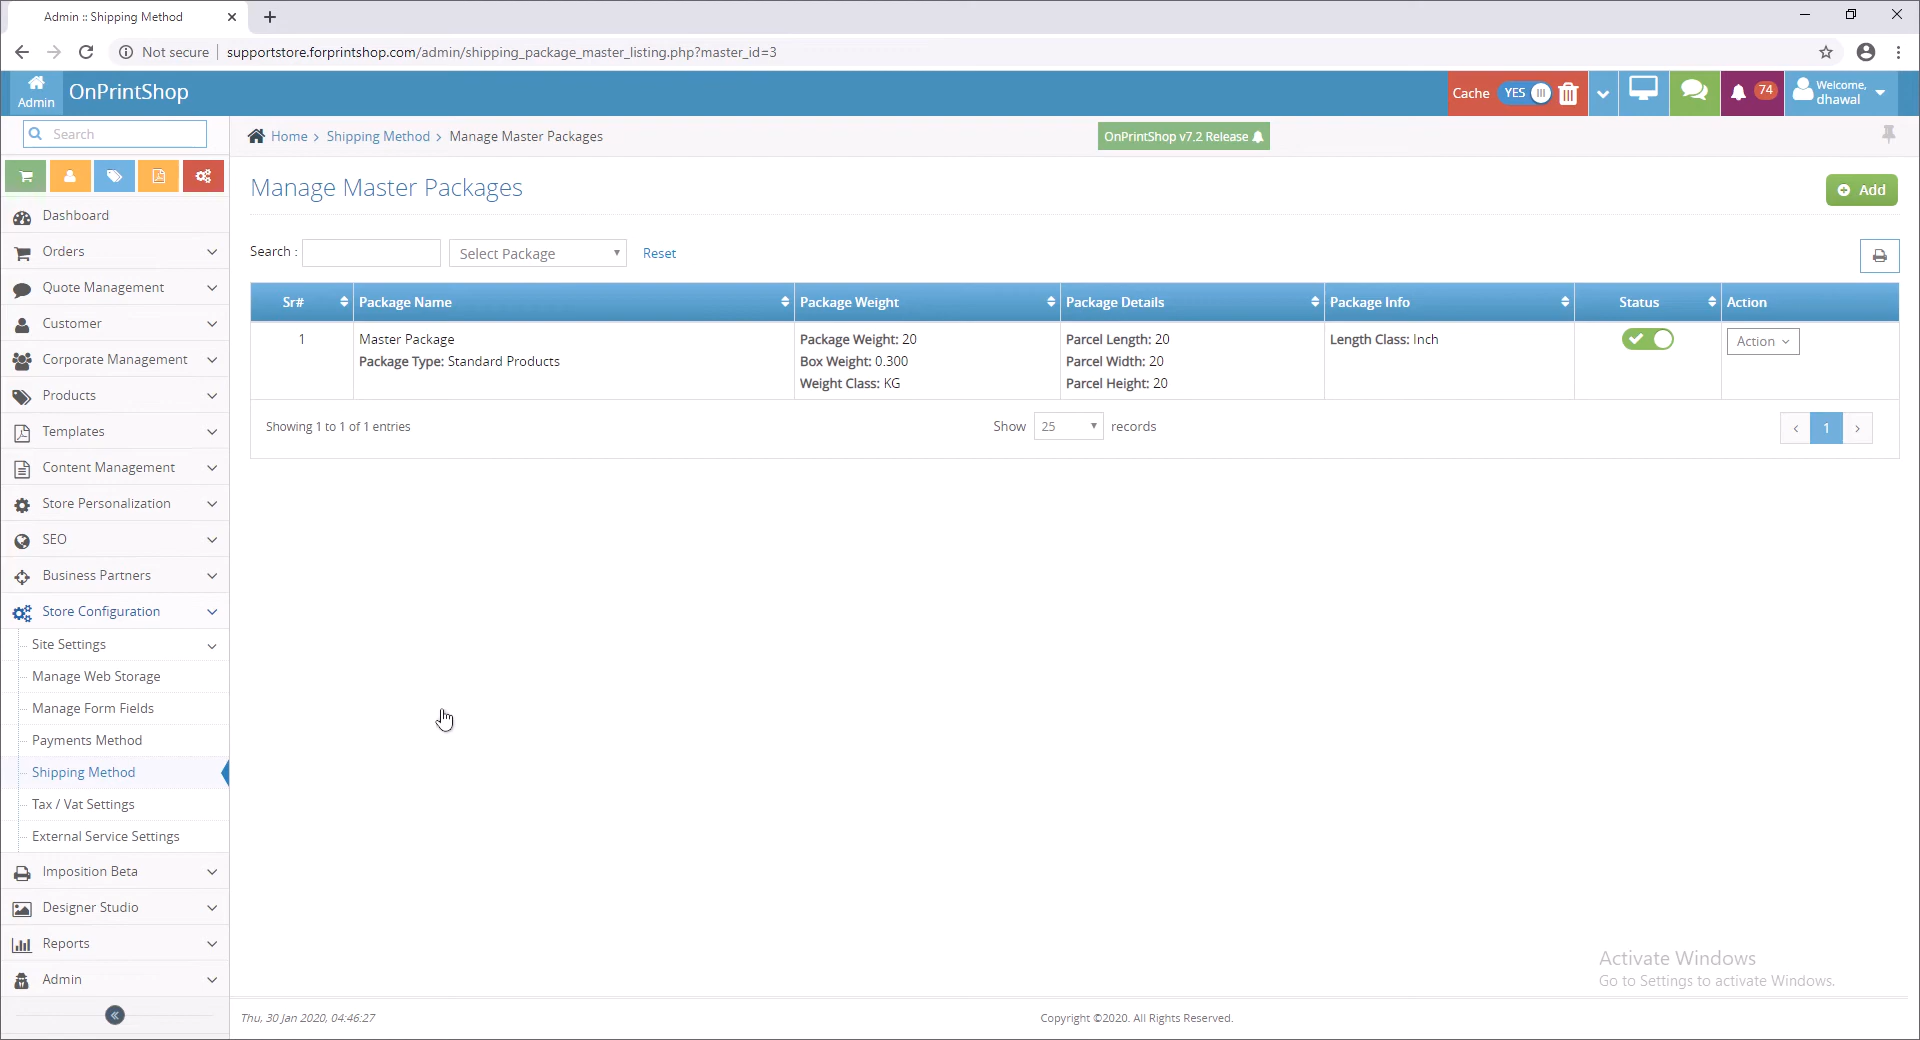 Admin :: Shipping Method
Not secure | supportstore.forprintshop.com/admin/shipping_package_master_listing.php?master_id=3
Admin
OnPrintShop
Cache YES
74
Welcome,
dhawal
Search
Home > Shipping Method > Manage Master Packages
OnPrintShop v7.2 Release
Manage Master Packages
Add
Search :
Select Package
Reset
Sr# Package Name Package Weight Package Details Package Info Status Action
1 Master Package Package Weight: 20 Parcel Length: 20 Length Class: Inch Action
Package Type: Standard Products Box Weight: 0.300 Parcel Width: 20
Weight Class: KG Parcel Height: 20
Showing 1 to 1 of 1 entries Show 25 records ‹ 1 ›
Dashboard
Orders
Quote Management
Customer
Corporate Management
Products
Templates
Content Management
Store Personalization
SEO
Business Partners
Store Configuration
Site Settings
Manage Web Storage
Manage Form Fields
Payments Method
Shipping Method
Tax / Vat Settings
External Service Settings
Imposition Beta
Designer Studio
Reports
Admin
Activate Windows
Go to Settings to activate Windows.
Thu, 30 Jan 2020, 04:46:27
Copyright ©2020. All Rights Reserved.